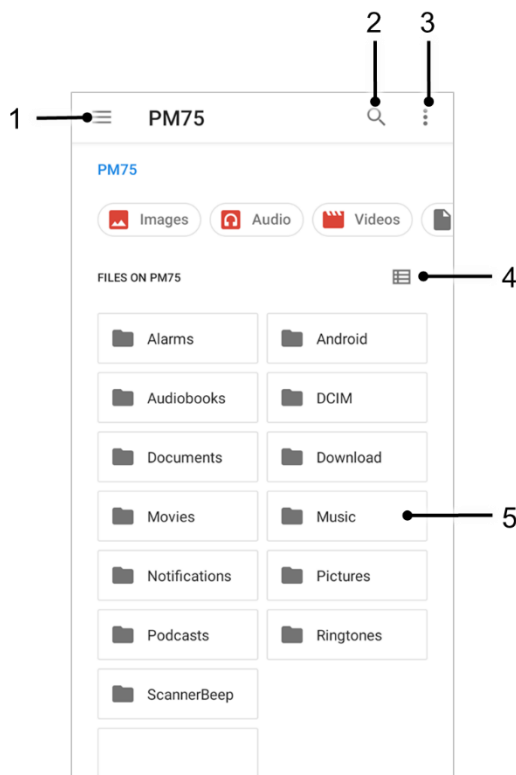 2 3
1 PM75
PM75
Images Audio Videos
FILES ON PM75 4
Alarms Android
Audiobooks DCIM
Documents Download
Movies Music 5
Notifications Pictures
Podcasts Ringtones
ScannerBeep